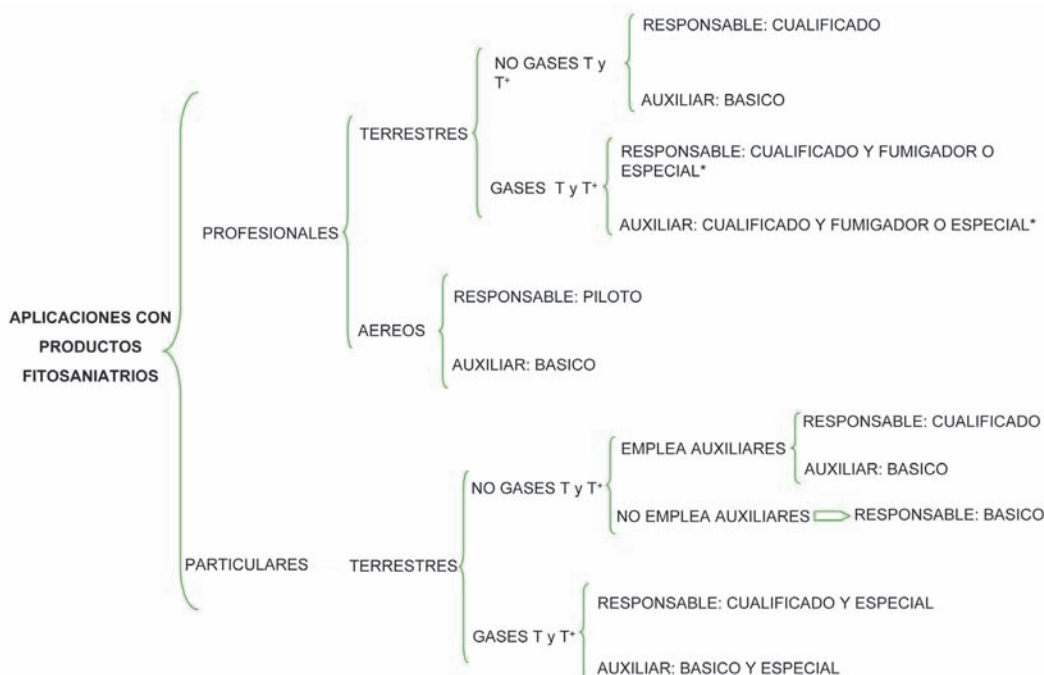 RESPONSABLE: CUALIFICADO
NO GASES T y
T⁺
AUXILIAR: BASICO
TERRESTRES
RESPONSABLE: CUALIFICADO Y FUMIGADOR O
ESPECIAL*
GASES T y T⁺
AUXILIAR: CUALIFICADO Y FUMIGADOR O ESPECIAL*
PROFESIONALES
RESPONSABLE: PILOTO
AEREOS
AUXILIAR: BASICO
APLICACIONES CON
PRODUCTOS
FITOSANIATRIOS
RESPONSABLE: CUALIFICADO
EMPLEA AUXILIARES
AUXILIAR: BASICO
NO GASES T y T⁺
NO EMPLEA AUXILIARES RESPONSABLE: BASICO
PARTICULARES TERRESTRES
RESPONSABLE: CUALIFICADO Y ESPECIAL
GASES T y T⁺
AUXILIAR: BASICO Y ESPECIAL